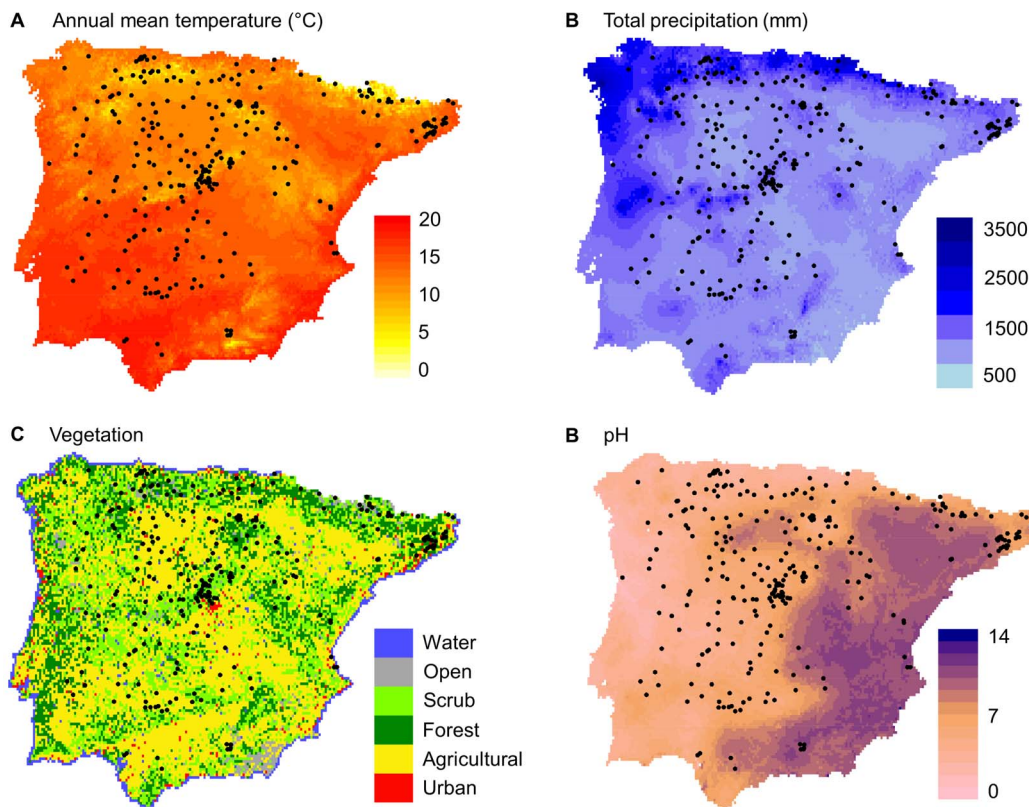 A Annual mean temperature (°C)
B Total precipitation (mm)
20
15
10
5
0
3500
2500
1500
500
C Vegetation
B pH
Water
Open
Scrub
Forest
Agricultural
Urban
14
7
0